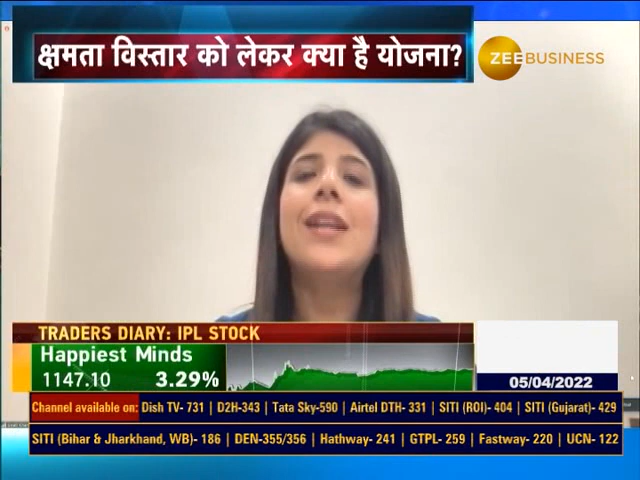 क्षमता विस्तार को लेकर क्या है योजना?
ZEEBUSINESS
TRADERS DIARY: IPL STOCK
Happiest Minds
1147.10 3.29%
05/04/2022
Channel available on: Dish TV- 731 | D2H-343 | Tata Sky-590 | Airtel DTH- 331 | SITI (ROI)- 404 | SITI (Gujarat)- 429
SITI (Bihar & Jharkhand, WB)- 186 | DEN-355/356 | Hathway- 241 | GTPL- 259 | Fastway- 220 | UCN- 122